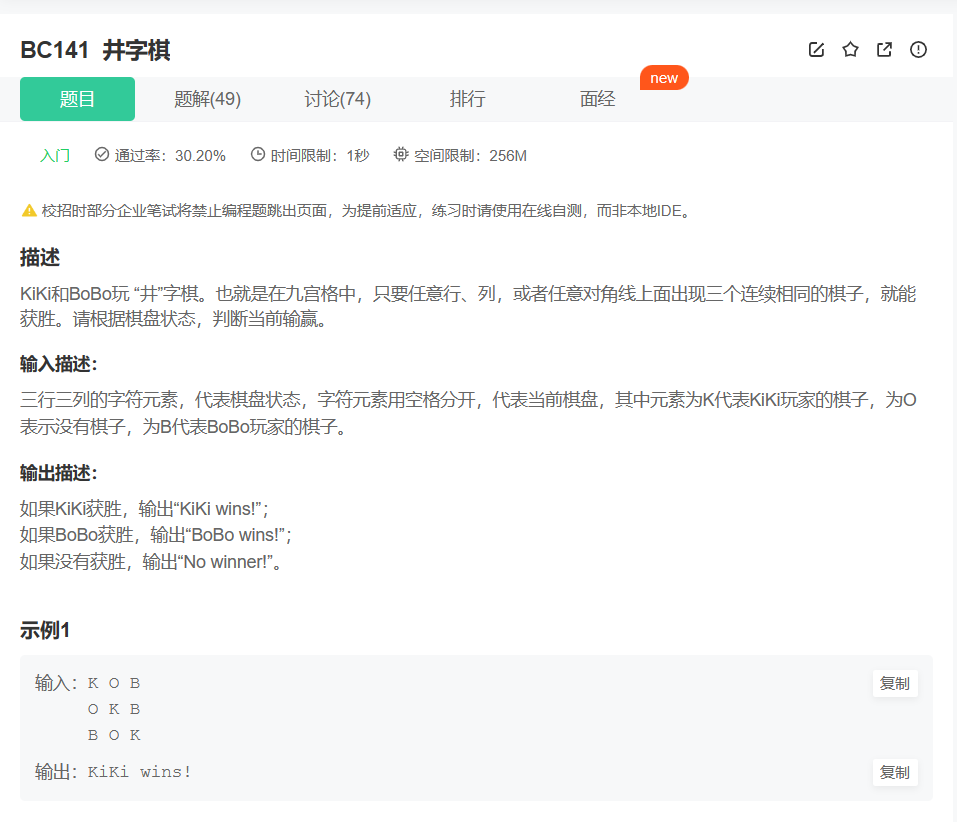 BC141 井字棋
题目 题解(49) 讨论(74) 排行 面经 new
入门 通过率：30.20% 时间限制：1秒 空间限制：256M
校招时部分企业笔试将禁止编程题跳出页面，为提前适应，练习时请使用在线自测，而非本地IDE。
描述
KiKi和BoBo玩 “井”字棋。也就是在九宫格中，只要任意行、列，或者任意对角线上面出现三个连续相同的棋子，就能
获胜。请根据棋盘状态，判断当前输赢。
输入描述：
三行三列的字符元素，代表棋盘状态，字符元素用空格分开，代表当前棋盘，其中元素为K代表KiKi玩家的棋子，为O
表示没有棋子，为B代表BoBo玩家的棋子。
输出描述：
如果KiKi获胜，输出“KiKi wins!”；
如果BoBo获胜，输出“BoBo wins!”；
如果没有获胜，输出“No winner!”。
示例1
输入：K O B 复制
O K B
B O K
输出：KiKi wins! 复制